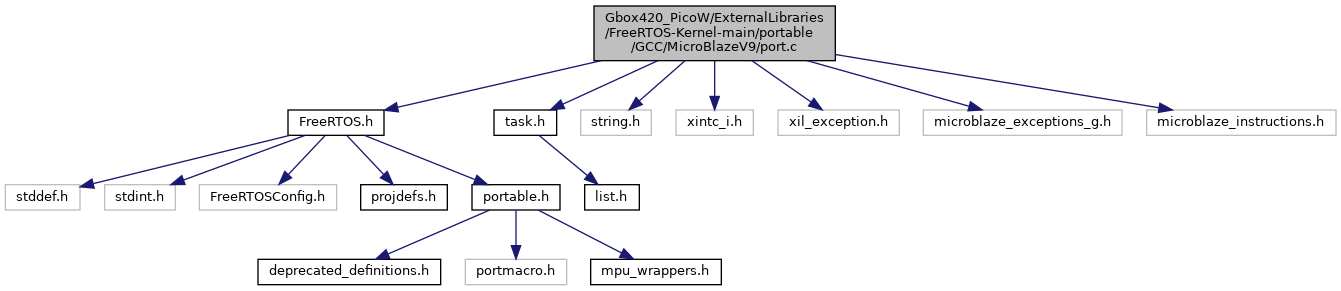 Gbox420_PicoW/ExternalLibraries
/FreeRTOS-Kernel-main/portable
/GCC/MicroBlazeV9/port.c
FreeRTOS.h
task.h
string.h
xintc_i.h
xil_exception.h
microblaze_exceptions_g.h
microblaze_instructions.h
stddef.h
stdint.h
FreeRTOSConfig.h
projdefs.h
portable.h
list.h
deprecated_definitions.h
portmacro.h
mpu_wrappers.h